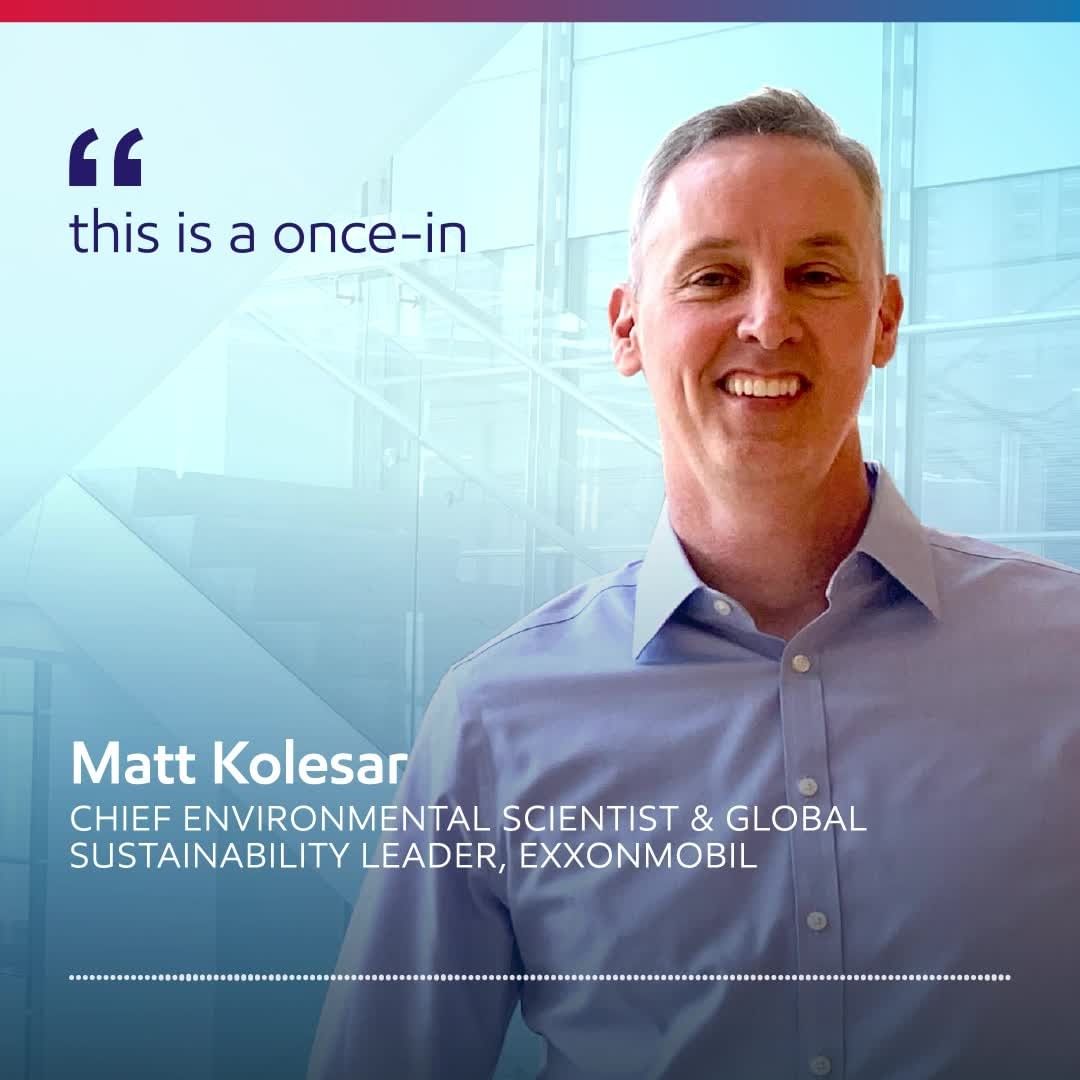 “
this is a once-in
Matt Kolesar
CHIEF ENVIRONMENTAL SCIENTIST & GLOBAL
SUSTAINABILITY LEADER, EXXONMOBIL